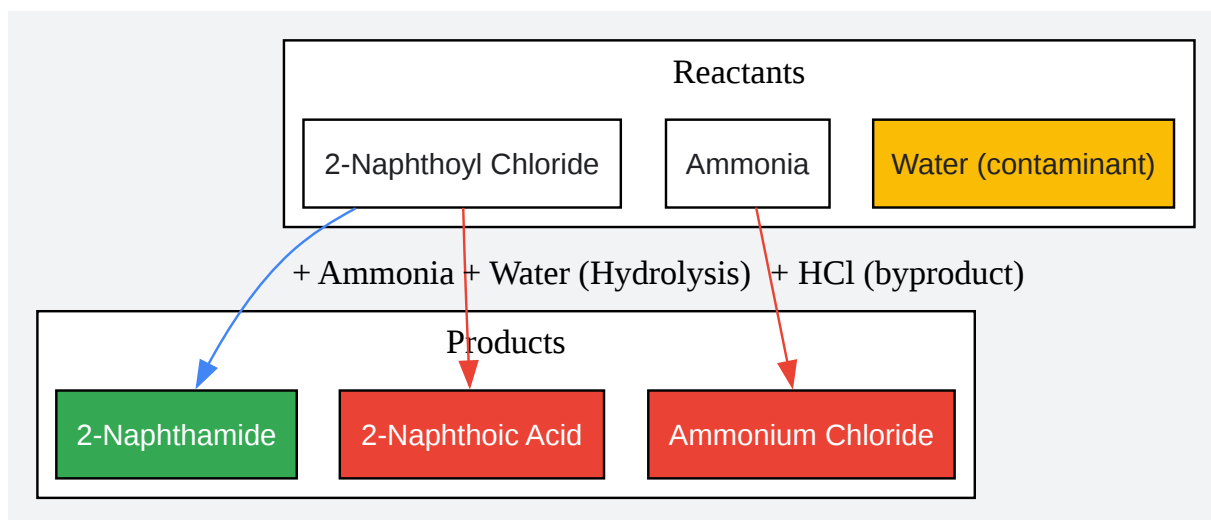 Reactants
2-Naphthoyl Chloride
Ammonia
Water (contaminant)
+ Ammonia
+ Water (Hydrolysis)
+ HCl (byproduct)
Products
2-Naphthamide
2-Naphthoic Acid
Ammonium Chloride